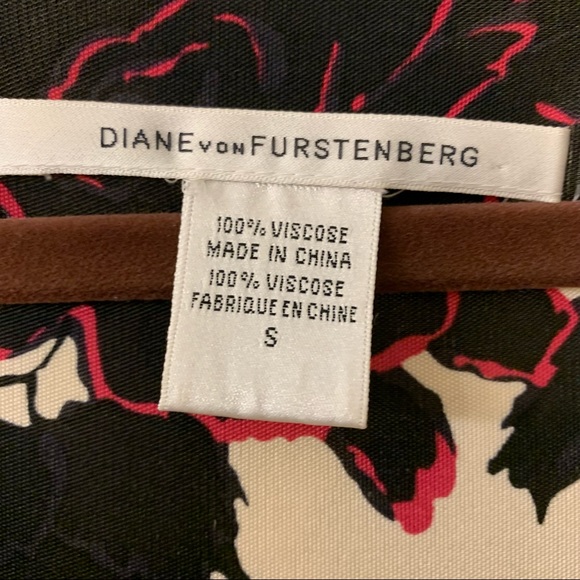 DIANE VON FURSTENBERG
100% VISCOSE
MADE IN CHINA
100% VISCOSE
FABRIQUE EN CHINE
S